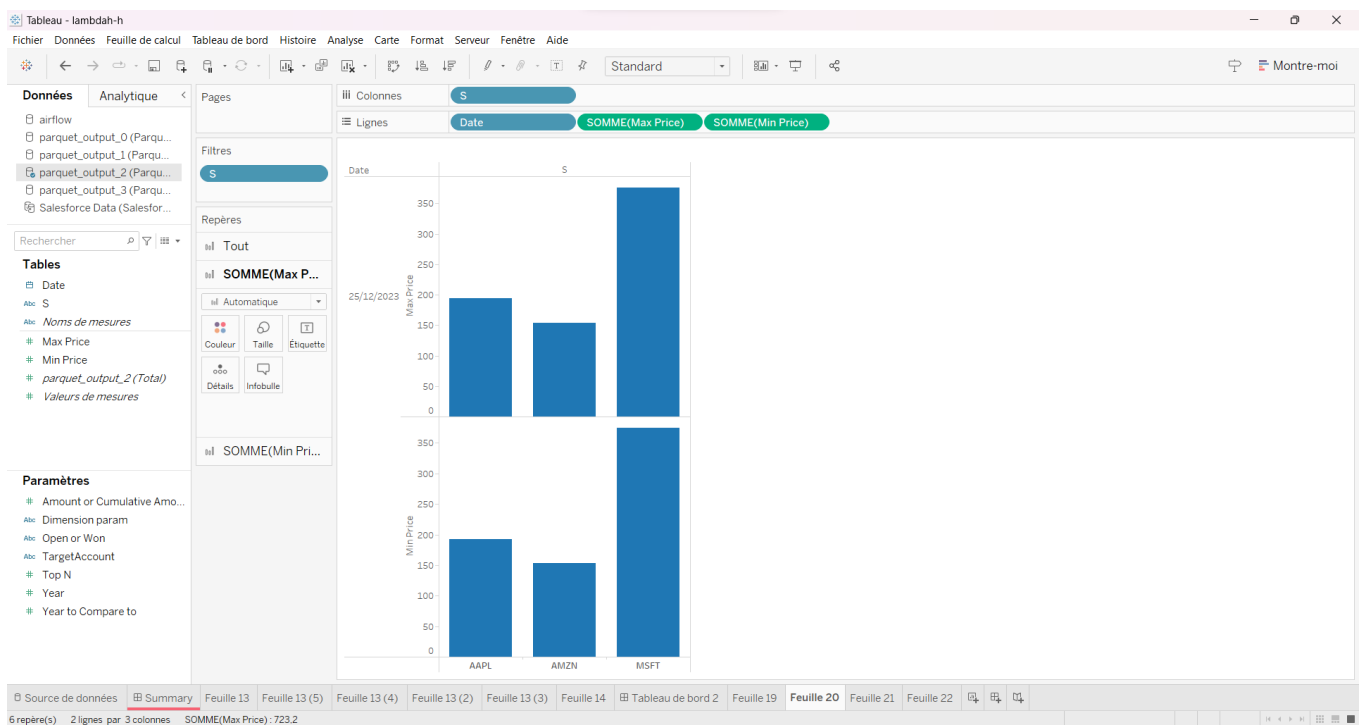 Tableau - lambdah-h
Fichier Données Feuille de calcul Tableau de bord Histoire Analyse Carte Format Serveur Fenêtre Aide
Standard
Montre-moi
Données Analytique
airflow
parquet_output_0 (Parqu...
parquet_output_1 (Parqu...
parquet_output_2 (Parqu...
parquet_output_3 (Parqu...
Salesforce Data (Salesfor...
Rechercher
Tables
Date
Abc S
Abc Noms de mesures
# Max Price
# Min Price
# parquet_output_2 (Total)
# Valeurs de mesures
Paramètres
# Amount or Cumulative Amo...
Abc Dimension param
Abc Open or Won
Abc TargetAccount
# Top N
# Year
# Year to Compare to
Pages
Filtres
S
Repères
Tout
SOMME(Max P...
Automatique
Couleur Taille Étiquette
Détails Infobulle
SOMME(Min Pri...
Colonnes S
Lignes Date SOMME(Max Price) SOMME(Min Price)
Date S
25/12/2023
Max Price
350
300
250
200
150
100
50
0
Min Price
350
300
250
200
150
100
50
0
AAPL AMZN MSFT
Source de données Summary Feuille 13 Feuille 13 (5) Feuille 13 (4) Feuille 13 (2) Feuille 13 (3) Feuille 14 Tableau de bord 2 Feuille 19 Feuille 20 Feuille 21 Feuille 22
6 repère(s) 2 lignes par 3 colonnes SOMME(Max Price) : 723,2